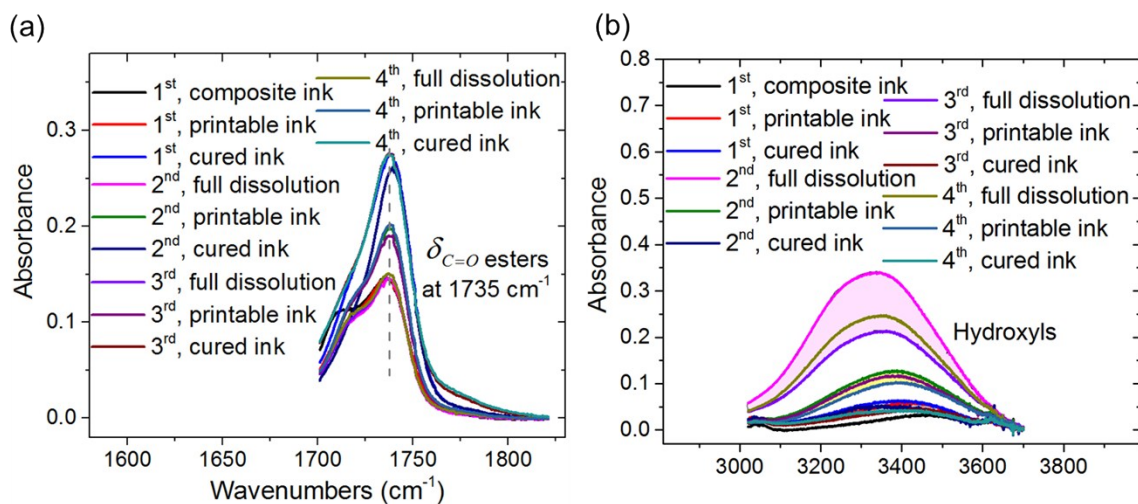 (a)
Absorbance
0.3
0.2
0.1
0.0
1st, composite ink
1st, printable ink
1st, cured ink
2nd, full dissolution
2nd, printable ink
2nd, cured ink
3rd, full dissolution
3rd, printable ink
3rd, cured ink
4th, full dissolution
4th, printable ink
4th, cured ink
δC=O esters
at 1735 cm-1
1600 1650 1700 1750 1800
Wavenumbers (cm-1)
(b)
Absorbance
0.8
0.7
0.6
0.5
0.4
0.3
0.2
0.1
0.0
1st, composite ink
1st, printable ink
1st, cured ink
2nd, full dissolution
2nd, printable ink
2nd, cured ink
3rd, full dissolution
3rd, printable ink
3rd, cured ink
4th, full dissolution
4th, printable ink
4th, cured ink
Hydroxyls
3000 3200 3400 3600 3800